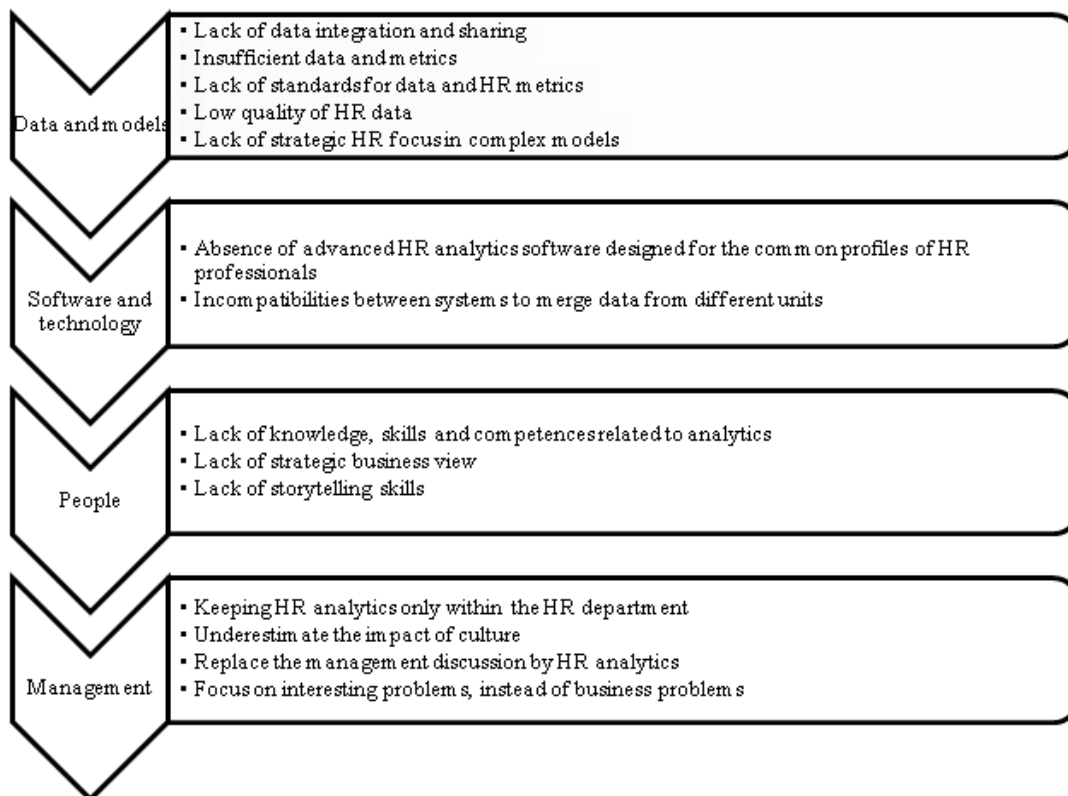 Data and models
▪ Lack of data integration and sharing
▪ Insufficient data and metrics
▪ Lack of standards for data and HR metrics
▪ Low quality of HR data
▪ Lack of strategic HR focus in complex models
Software and
technology
▪ Absence of advanced HR analytics software designed for the common profiles of HR
professionals
▪ Incompatibilities between systems to merge data from different units
People
▪ Lack of knowledge, skills and competences related to analytics
▪ Lack of strategic business view
▪ Lack of storytelling skills
Management
▪ Keeping HR analytics only within the HR department
▪ Underestimate the impact of culture
▪ Replace the management discussion by HR analytics
▪ Focus on interesting problems, instead of business problems